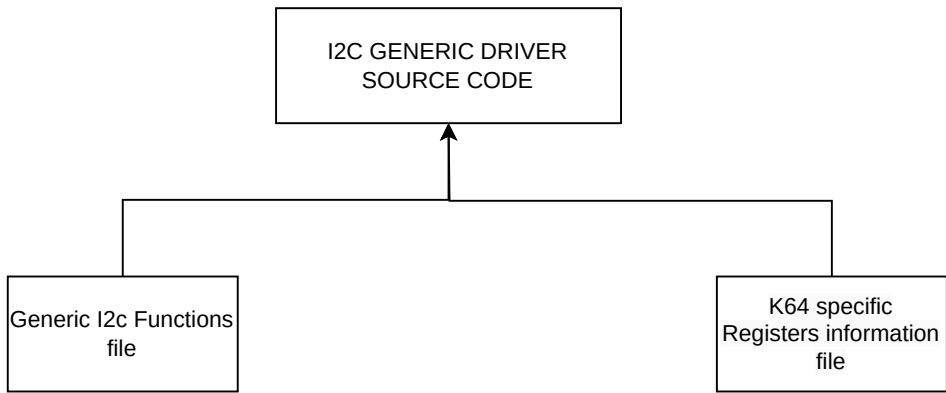 I2C GENERIC DRIVER
SOURCE CODE
Generic I2c Functions
file
K64 specific
Registers information
file